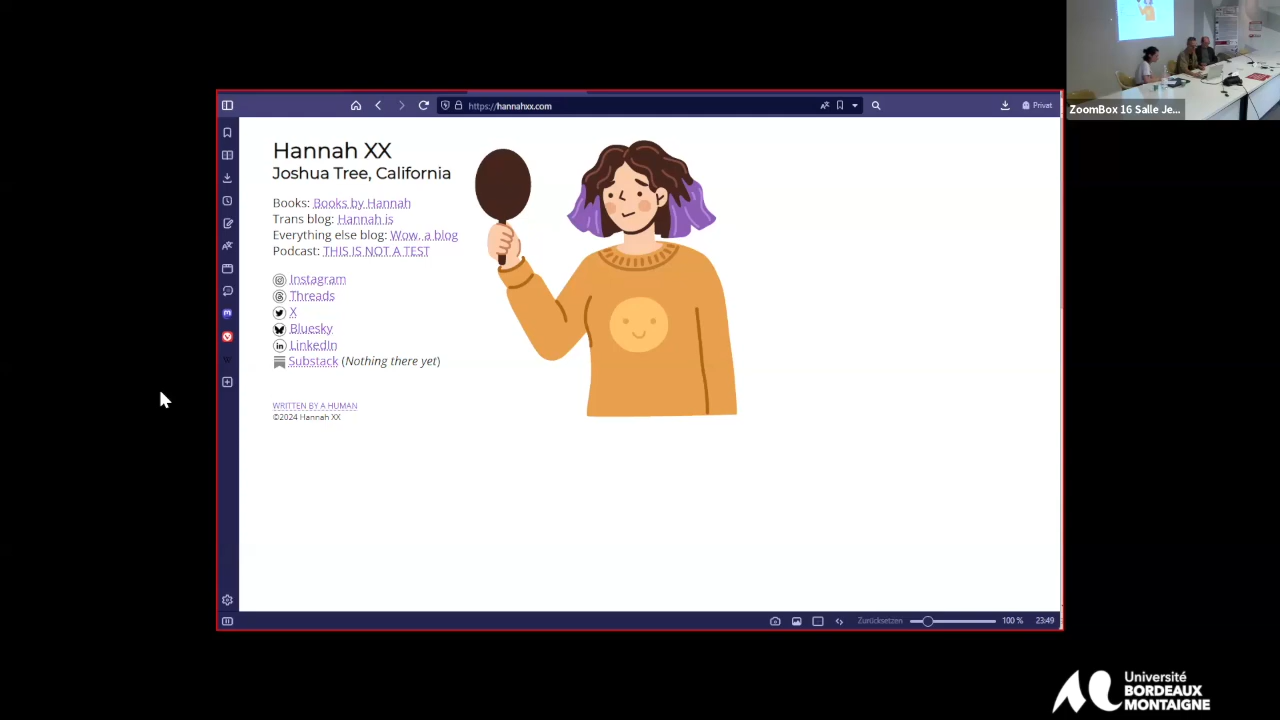 https://hannahxx.com
Privat
ZoomBox 16 Salle Je...
Hannah XX
Joshua Tree, California
Books: Books by Hannah
Trans blog: Hannah is
Everything else blog: Wow, a blog
Podcast: THIS IS NOT A TEST
Instagram
Threads
X
Bluesky
LinkedIn
Substack (Nothing there yet)
WRITTEN BY A HUMAN
©2024 Hannah XX
Zurücksetzen
100 %
23:49
Université
BORDEAUX
MONTAIGNE